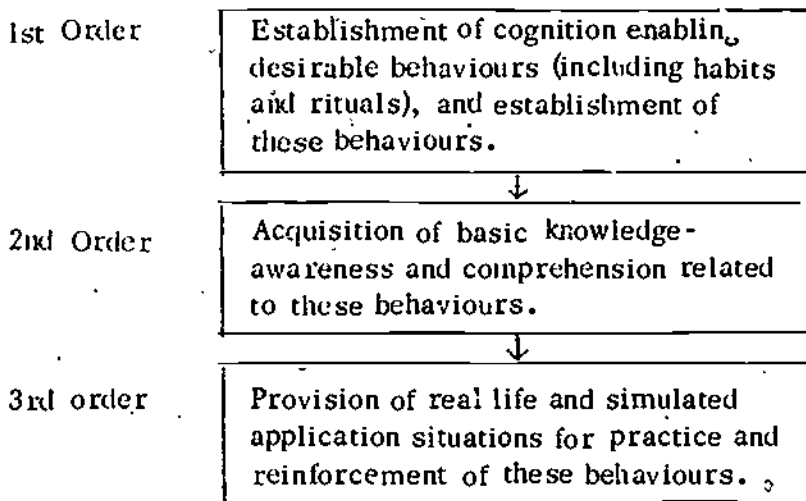 1st Order
Establishment of cognition enabling
desirable behaviours (including habits
and rituals), and establishment of
these behaviours.
↓
2nd Order
Acquisition of basic knowledge-
awareness and comprehension related
to these behaviours.
↓
3rd order
Provision of real life and simulated
application situations for practice and
reinforcement of these behaviours.